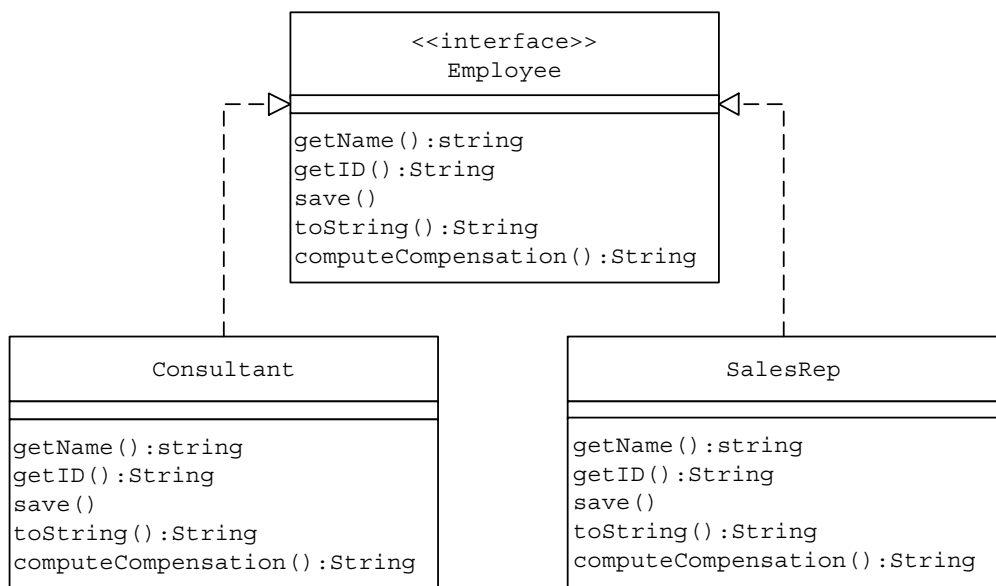 <<interface>>
Employee
getName():string
getID():String
save()
toString():String
computeCompensation():String
Consultant
getName():string
getID():String
save()
toString():String
computeCompensation():String
SalesRep
getName():string
getID():String
save()
toString():String
computeCompensation():String